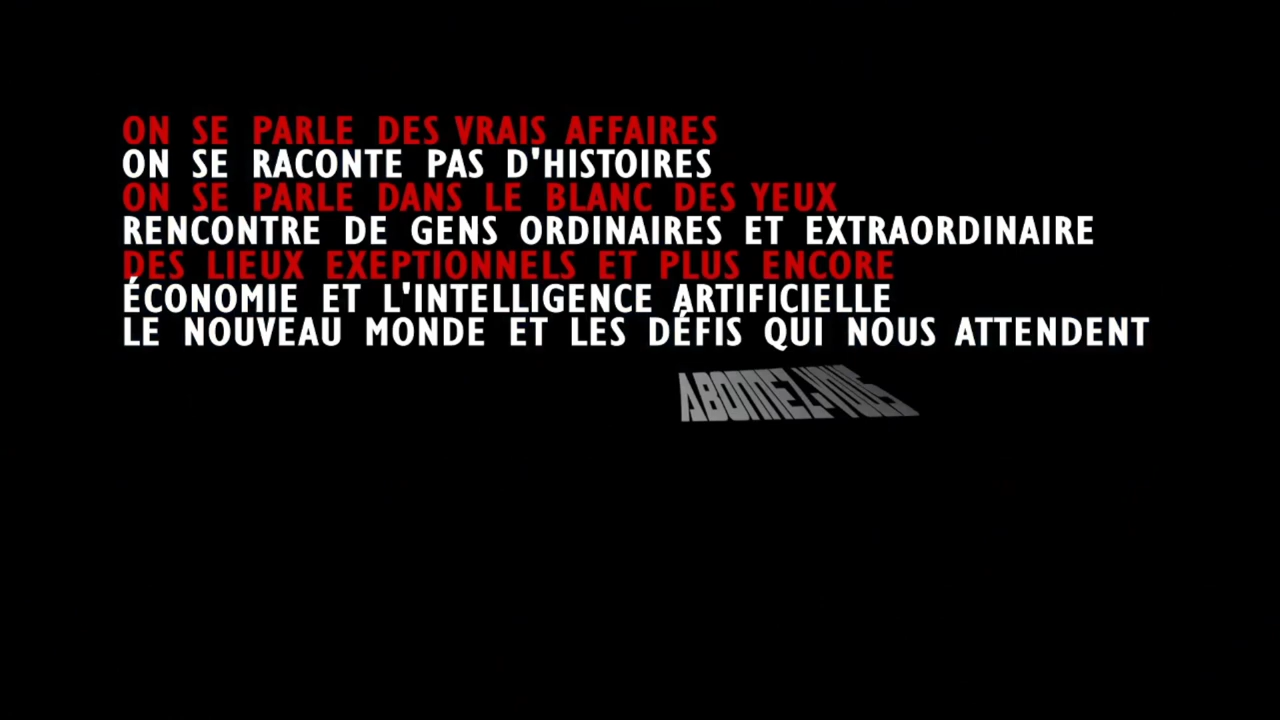 ON SE PARLE DES VRAIS AFFAIRES
ON SE RACONTE PAS D'HISTOIRES
ON SE PARLE DANS LE BLANC DES YEUX
RENCONTRE DE GENS ORDINAIRES ET EXTRAORDINAIRE
DES LIEUX EXEPTIONNELS ET PLUS ENCORE
ÉCONOMIE ET L'INTELLIGENCE ARTIFICIELLE
LE NOUVEAU MONDE ET LES DÉFIS QUI NOUS ATTENDENT
ABONNEZ-VOUS